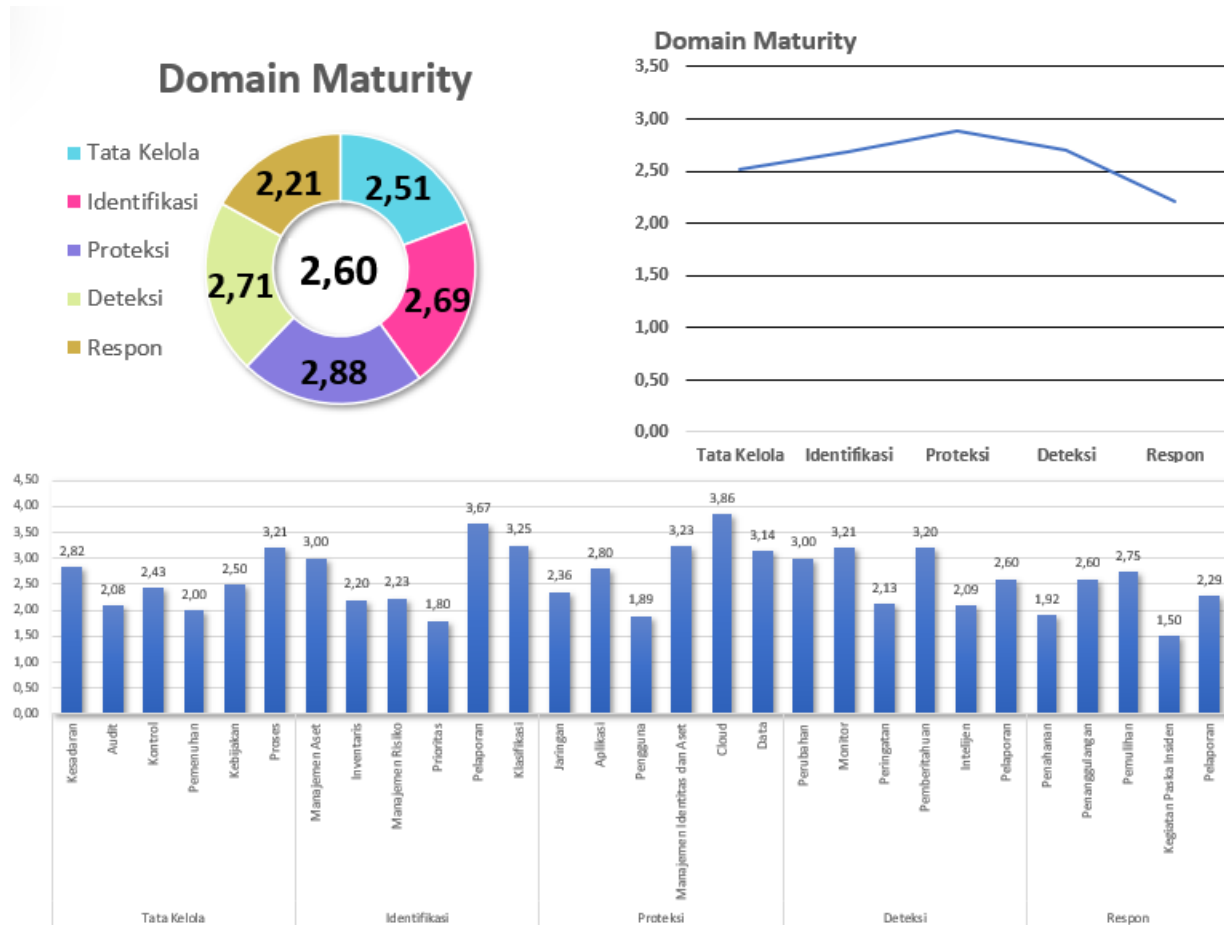 Domain Maturity
Tata Kelola
Identifikasi
Proteksi
Deteksi
Respon
2,51
2,69
2,88
2,71
2,21
2,60
Domain Maturity
3,50
3,00
2,50
2,00
1,50
1,00
0,50
0,00
Tata Kelola Identifikasi Proteksi Deteksi Respon
4,50
4,00
3,50
3,00
2,50
2,00
1,50
1,00
0,50
0,00
2,82 2,08 2,43 2,00 2,50 3,21 3,00 2,20 2,23 1,80 3,67 3,25 2,36 2,80 1,89 3,23 3,86 3,14 3,00 3,21 2,13 3,20 2,09 2,60 1,92 2,60 2,75 1,50 2,29
Kesadaran
Audit
Kontrol
Pemenuhan
Kebijakan
Proses
Manajemen Aset
Inventaris
Manajemen Risiko
Prioritas
Pelaporan
Klasifikasi
Jaringan
Aplikasi
Pengguna
Manajemen Identitas dan Aset
Cloud
Data
Perubahan
Monitor
Peringatan
Pemberitahuan
Intelijen
Pelaporan
Penahanan
Penanggulangan
Pemulihan
Kegiatan Paska Insiden
Pelaporan
Tata Kelola Identifikasi Proteksi Deteksi Respon